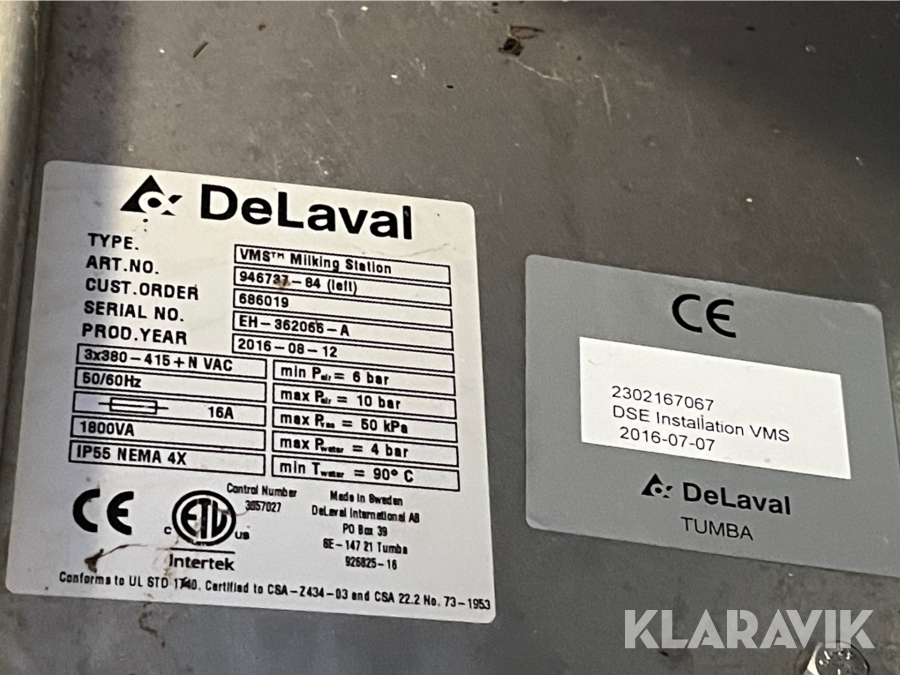 DeLaval
TYPE. VMS™ Milking Station
ART.NO. 946737-84 (left)
CUST.ORDER 686019
SERIAL NO. EH-362066-A
PROD.YEAR 2016-08-12
3x380-415+N VAC
50/60Hz
16A
1800VA
IP55 NEMA 4X
min Pair= 6 bar
max Pair= 10 bar
max Pvac= 50 kPa
max Pwater= 4 bar
min Twater = 90° C
CE
ETL
C US
Intertek
Control Number
3057027
Made in Sweden
DeLaval International AB
PO Box 39
SE-147 21 Tumba
926825-16
Conforms to UL STD 1740. Certified to CSA-Z434-03 and CSA 22.2 No. 73-1953
CE
2302167067
DSE Installation VMS
2016-07-07
DeLaval
TUMBA
KLARAVIK